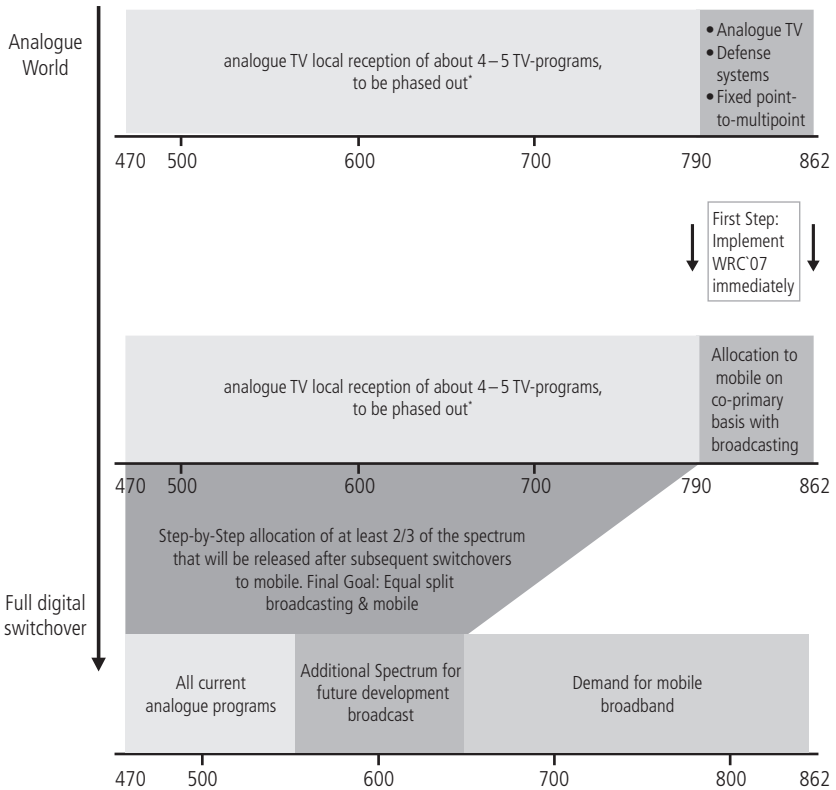 Analogue
World
analogue TV local reception of about 4–5 TV-programs,
to be phased out*
• Analogue TV
• Defense
systems
• Fixed point-
to-multipoint
470 500 600 700 790 862
First Step:
Implement
WRC`07
immediately
analogue TV local reception of about 4–5 TV-programs,
to be phased out*
Allocation to
mobile on
co-primary
basis with
broadcasting
470 500 600 700 790 862
Step-by-Step allocation of at least 2/3 of the spectrum
that will be released after subsequent switchovers
to mobile. Final Goal: Equal split
broadcasting & mobile
Full digital
switchover
All current
analogue programs
Additional Spectrum for
future development
broadcast
Demand for mobile
broadband
470 500 600 700 800 862